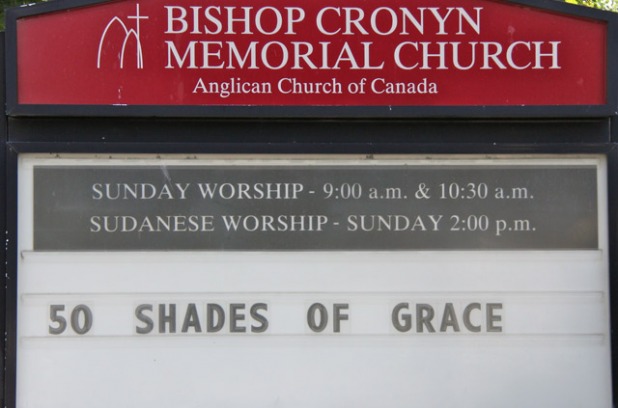 BISHOP CRONYN
MEMORIAL CHURCH
Anglican Church of Canada
SUNDAY WORSHIP - 9:00 a.m. & 10:30 a.m.
SUDANESE WORSHIP - SUNDAY 2:00 p.m.
50 SHADES OF GRACE